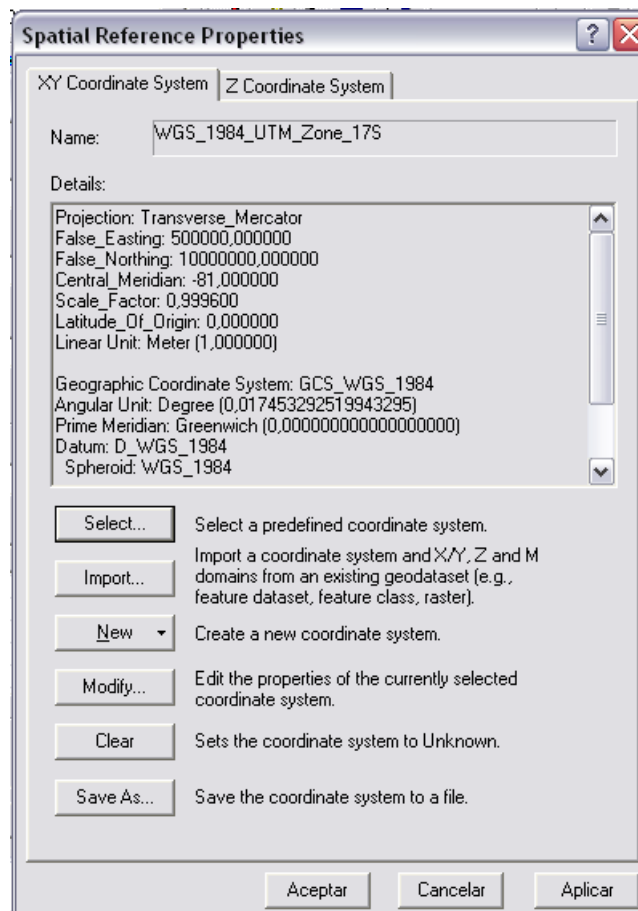 Spatial Reference Properties
XY Coordinate System
Z Coordinate System
Name:
WGS_1984_UTM_Zone_17S
Details:
Projection: Transverse_Mercator
False_Easting: 500000,000000
False_Northing: 10000000,000000
Central_Meridian: -81,000000
Scale_Factor: 0,999600
Latitude_Of_Origin: 0,000000
Linear Unit: Meter (1,000000)
Geographic Coordinate System: GCS_WGS_1984
Angular Unit: Degree (0,017453292519943295)
Prime Meridian: Greenwich (0,000000000000000000)
Datum: D_WGS_1984
Spheroid: WGS_1984
Select...
Select a predefined coordinate system.
Import...
Import a coordinate system and X/Y, Z and M
domains from an existing geodataset (e.g.,
feature dataset, feature class, raster).
New
Create a new coordinate system.
Modify...
Edit the properties of the currently selected
coordinate system.
Clear
Sets the coordinate system to Unknown.
Save As...
Save the coordinate system to a file.
Aceptar
Cancelar
Aplicar